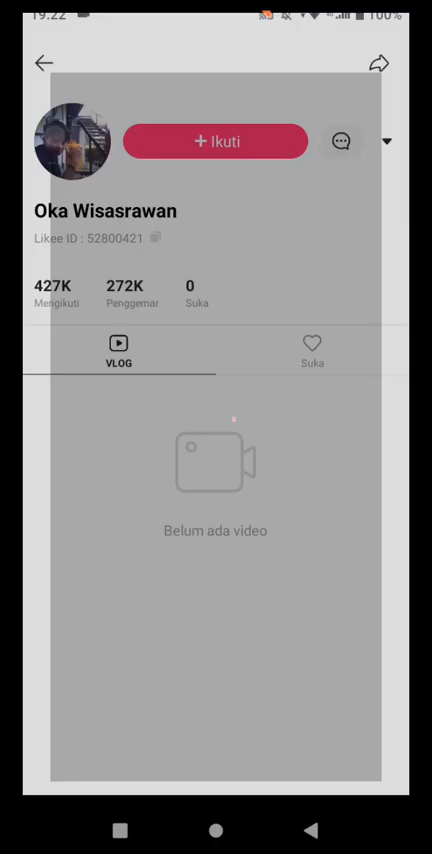 19.22 100%
+ Ikuti
Oka Wisasrawan
Likee ID : 52800421
427K 272K 0
Mengikuti Penggemar Suka
VLOG Suka
Belum ada video